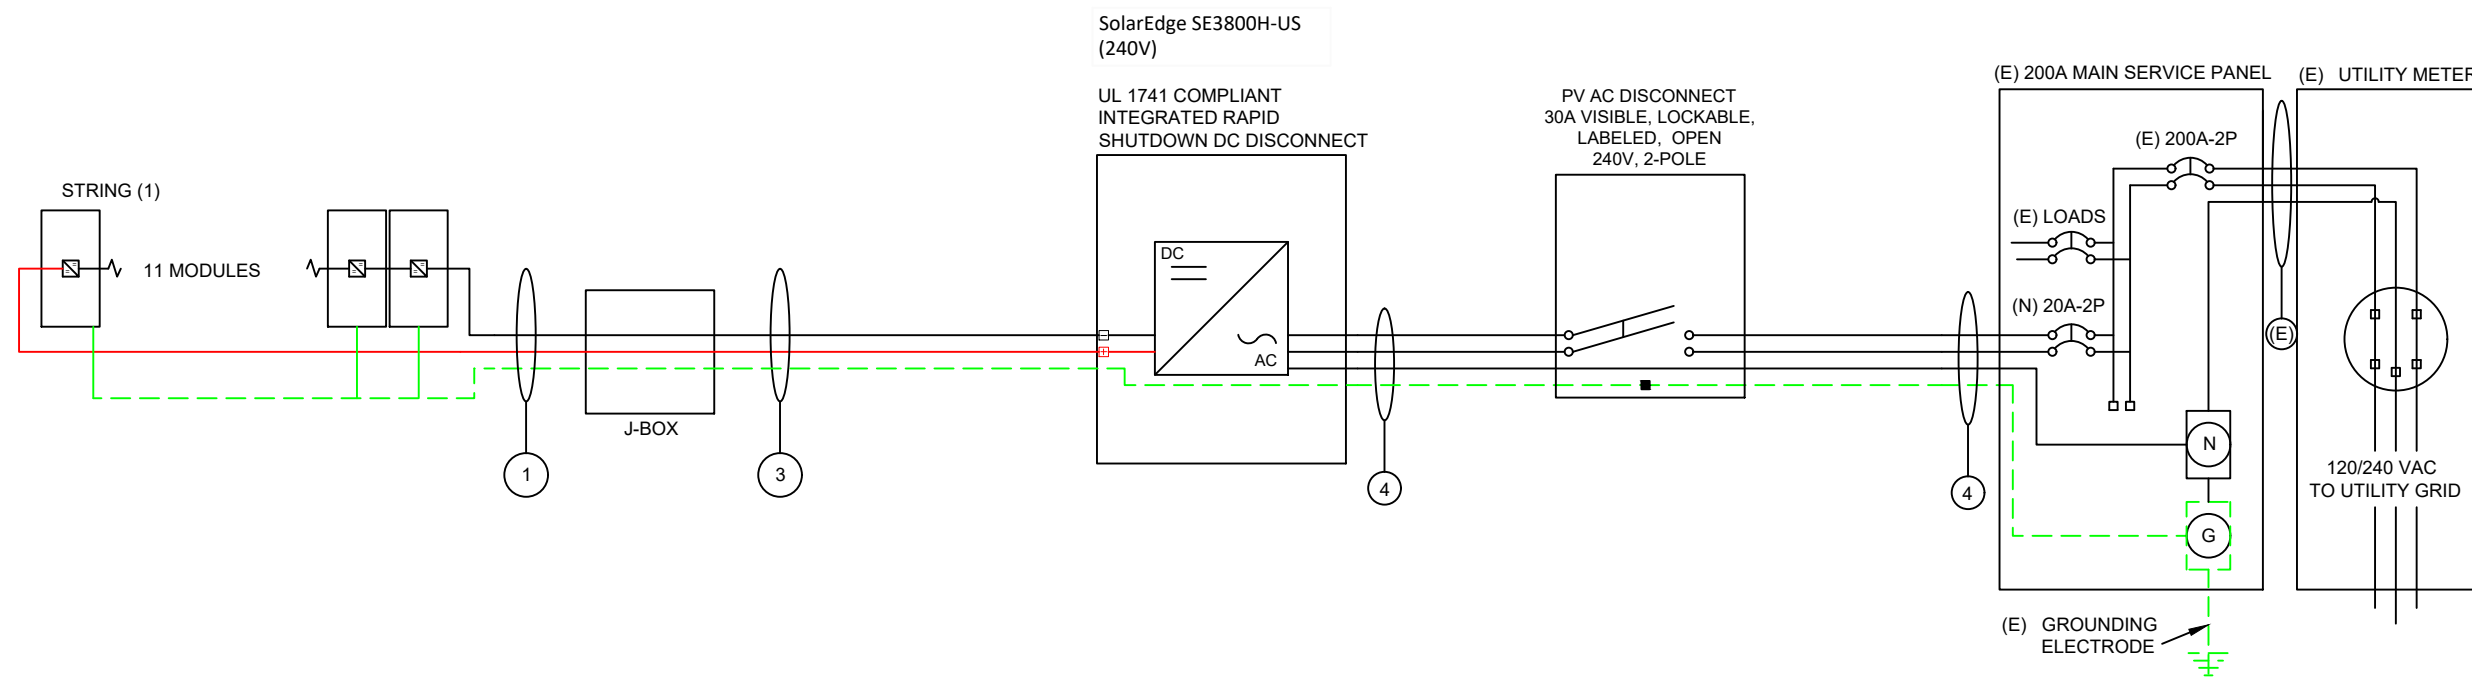 SolarEdge SE3800H-US
(240V)
UL 1741 COMPLIANT
INTEGRATED RAPID
SHUTDOWN DC DISCONNECT
PV AC DISCONNECT
30A VISIBLE, LOCKABLE,
LABELED, OPEN
240V, 2-POLE
(E) 200A MAIN SERVICE PANEL
(E) UTILITY METER
(E) 200A-2P
STRING (1)
(E) LOADS
DC
11 MODULES
(N) 20A-2P
(E)
AC
J-BOX
N
1
3
4
4
120/240 VAC
TO UTILITY GRID
G
(E) GROUNDING
ELECTRODE